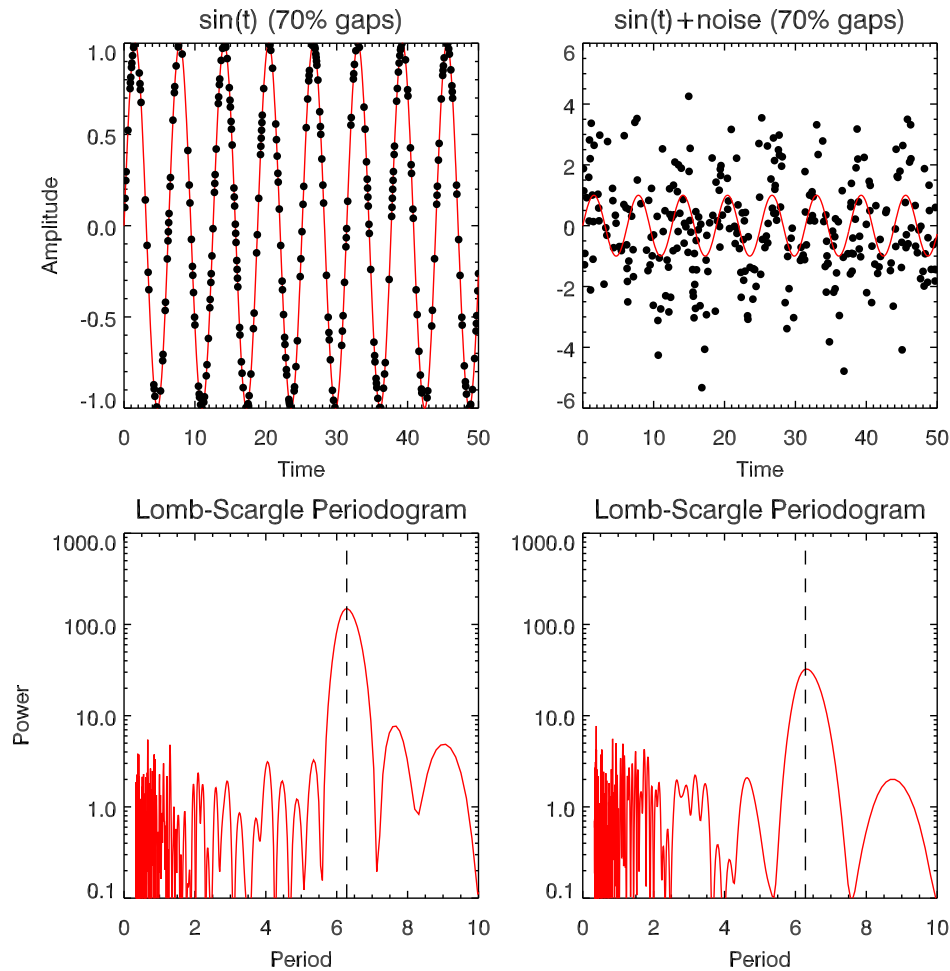 sin(t) (70% gaps)
1.0
0.5
0.0
-0.5
-1.0
Amplitude
0 10 20 30 40 50
Time
sin(t)+noise (70% gaps)
6
4
2
0
-2
-4
-6
0 10 20 30 40 50
Time
Lomb-Scargle Periodogram
1000.0
100.0
10.0
1.0
0.1
Power
0 2 4 6 8 10
Period
Lomb-Scargle Periodogram
1000.0
100.0
10.0
1.0
0.1
0 2 4 6 8 10
Period